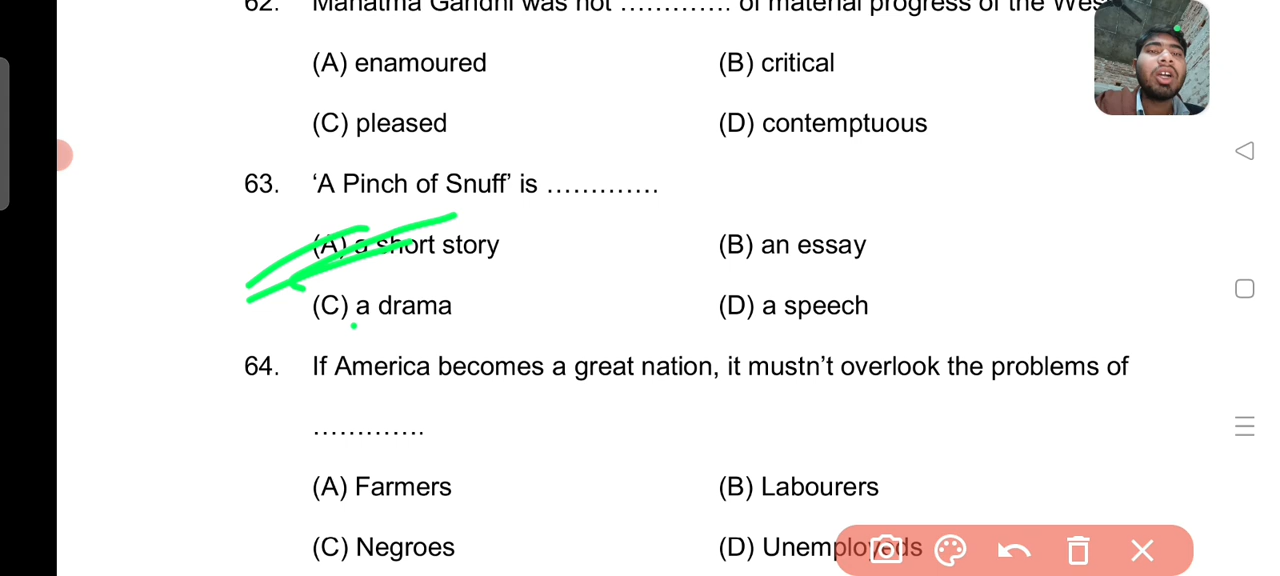 62. Mahatma Gandhi was not ............. of material progress of the Wes
(A) enamoured (B) critical
(C) pleased (D) contemptuous
63. ‘A Pinch of Snuff’ is .............
(A) a short story (B) an essay
(C) a drama (D) a speech
64. If America becomes a great nation, it mustn’t overlook the problems of
.............
(A) Farmers (B) Labourers
(C) Negroes (D) Unemployeds